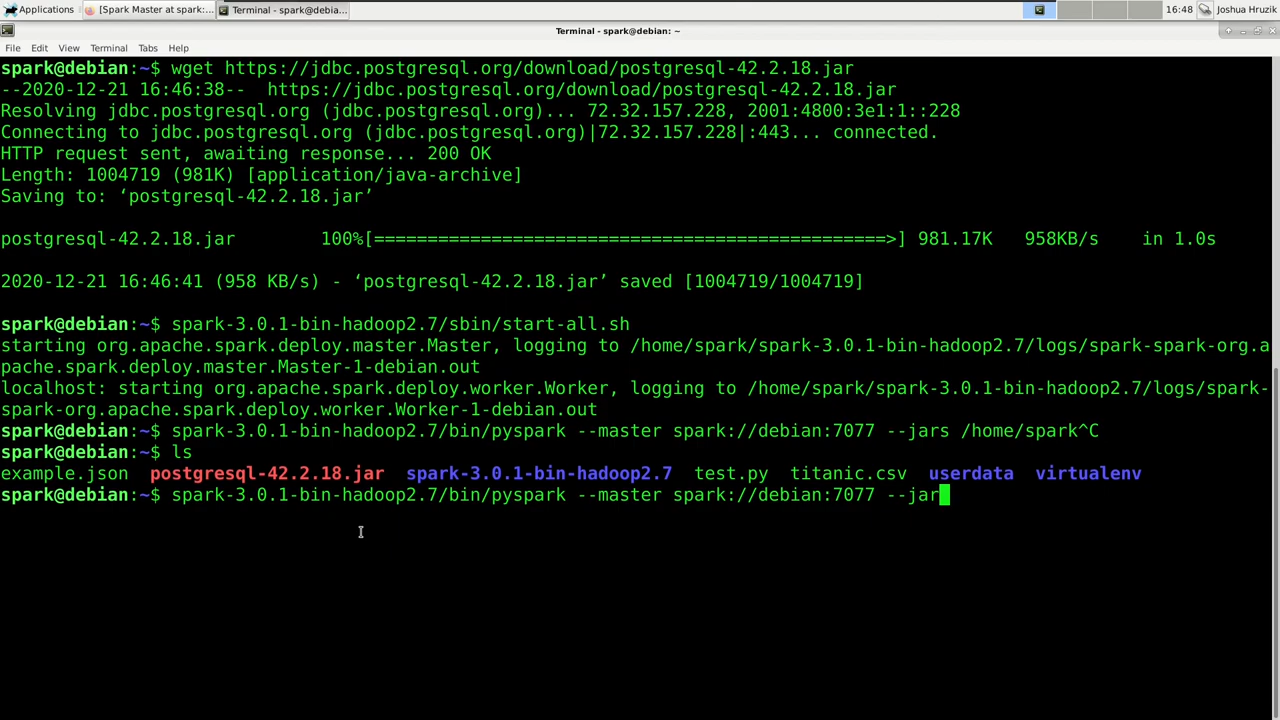 Applications [Spark Master at spark:... Terminal - spark@debia... 16:48 Joshua Hruzik
Terminal - spark@debian: ~
File Edit View Terminal Tabs Help
spark@debian:~$ wget https://jdbc.postgresql.org/download/postgresql-42.2.18.jar
--2020-12-21 16:46:38--  https://jdbc.postgresql.org/download/postgresql-42.2.18.jar
Resolving jdbc.postgresql.org (jdbc.postgresql.org)... 72.32.157.228, 2001:4800:3e1:1::228
Connecting to jdbc.postgresql.org (jdbc.postgresql.org)|72.32.157.228|:443... connected.
HTTP request sent, awaiting response... 200 OK
Length: 1004719 (981K) [application/java-archive]
Saving to: ‘postgresql-42.2.18.jar’
postgresql-42.2.18.jar        100%[================================================>] 981.17K   958KB/s    in 1.0s
2020-12-21 16:46:41 (958 KB/s) - ‘postgresql-42.2.18.jar’ saved [1004719/1004719]
spark@debian:~$ spark-3.0.1-bin-hadoop2.7/sbin/start-all.sh
starting org.apache.spark.deploy.master.Master, logging to /home/spark/spark-3.0.1-bin-hadoop2.7/logs/spark-spark-org.a
pache.spark.deploy.master.Master-1-debian.out
localhost: starting org.apache.spark.deploy.worker.Worker, logging to /home/spark/spark-3.0.1-bin-hadoop2.7/logs/spark-
spark-org.apache.spark.deploy.worker.Worker-1-debian.out
spark@debian:~$ spark-3.0.1-bin-hadoop2.7/bin/pyspark --master spark://debian:7077 --jars /home/spark^C
spark@debian:~$ ls
example.json  postgresql-42.2.18.jar  spark-3.0.1-bin-hadoop2.7  test.py  titanic.csv  userdata  virtualenv
spark@debian:~$ spark-3.0.1-bin-hadoop2.7/bin/pyspark --master spark://debian:7077 --jar